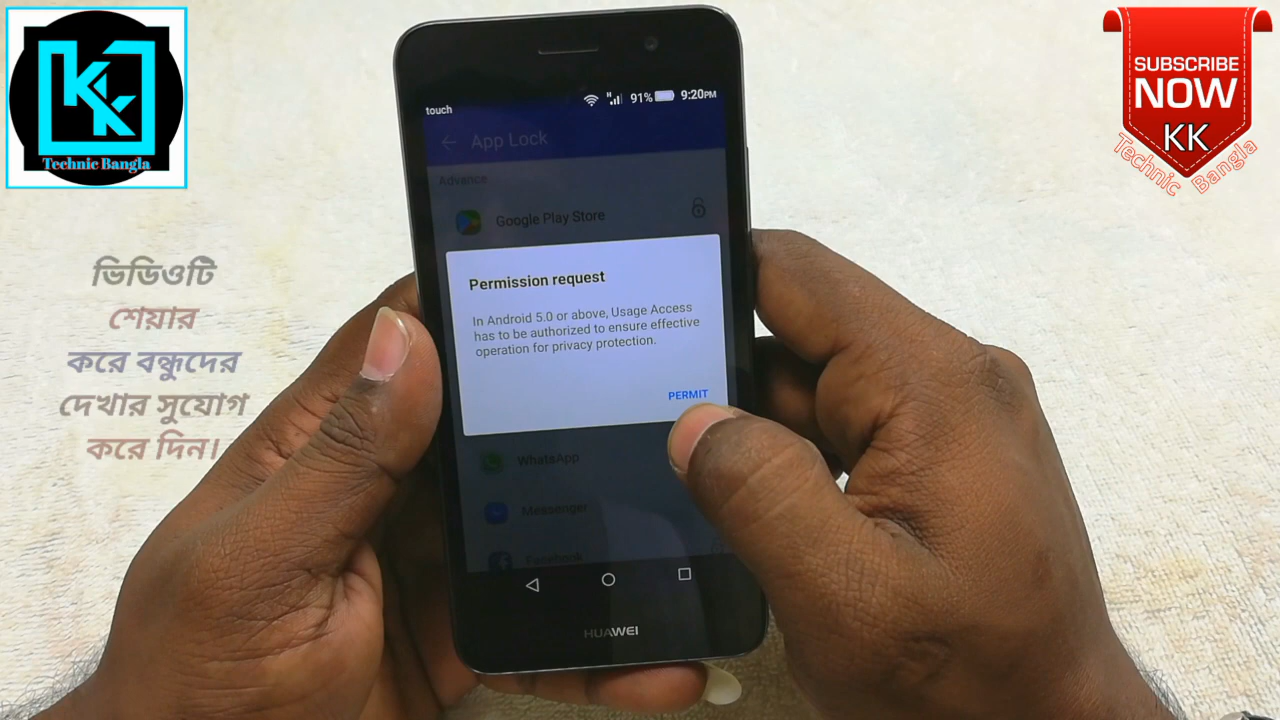 KK
Technic Bangla
SUBSCRIBE
NOW
KK
Technic Bangla
ভিডিওটি
শেয়ার
করে বন্ধুদের
দেখার সুযোগ
করে দিন।
touch
H
91%
9:20PM
App Lock
Advance
Google Play Store
Permission request
In Android 5.0 or above, Usage Access
has to be authorized to ensure effective
operation for privacy protection.
PERMIT
WhatsApp
Messenger
Facebook
HUAWEI